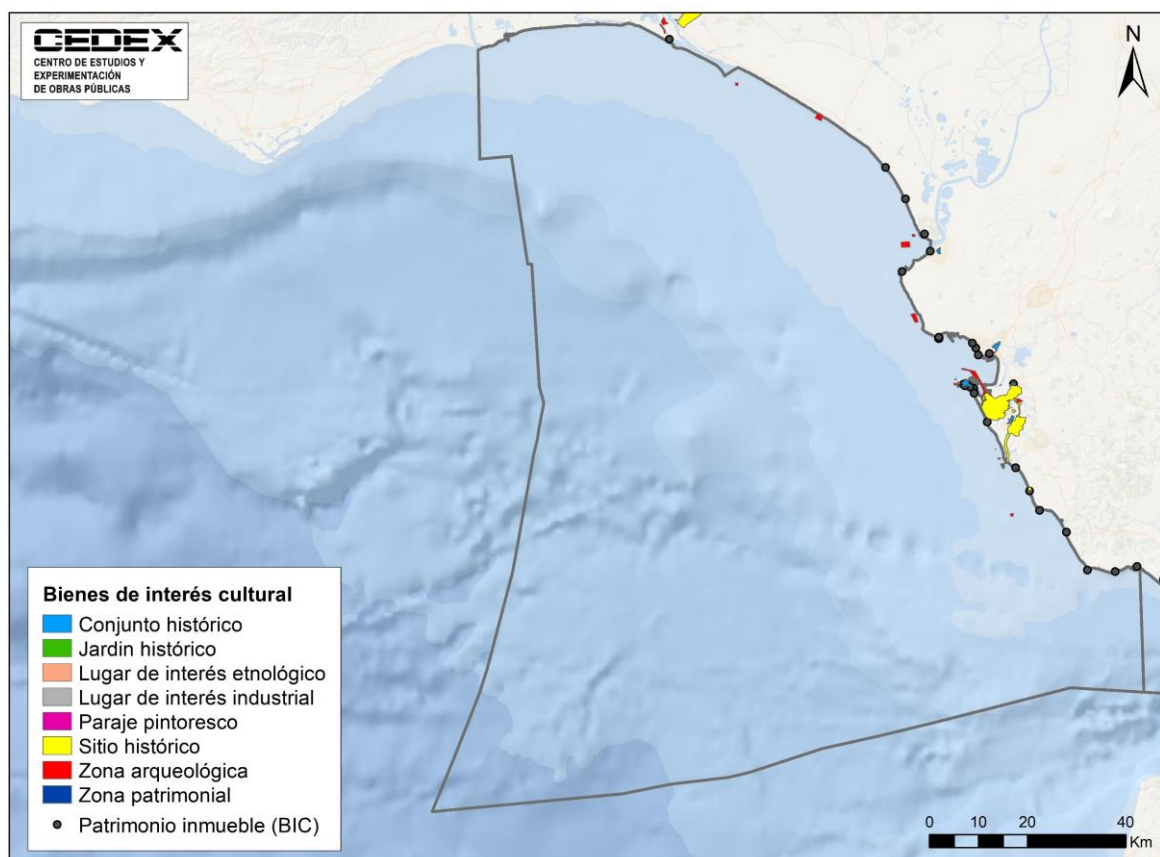 CEDEX
CENTRO DE ESTUDIOS Y
EXPERIMENTACIÓN
DE OBRAS PÚBLICAS
N
Bienes de interés cultural
Conjunto histórico
Jardin histórico
Lugar de interés etnológico
Lugar de interés industrial
Paraje pintoresco
Sitio histórico
Zona arqueológica
Zona patrimonial
Patrimonio inmueble (BIC)
0 10 20 40
Km